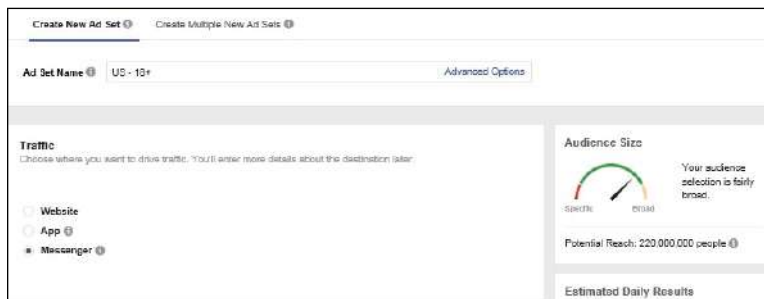 Create New Ad Set Create Multiple New Ad Sets
Ad Set Name US - 18+ Advanced Options
Traffic
Choose where you want to drive traffic. You'll enter more details about the destination later.
Website
App
Messenger
Audience Size
Specific Broad
Your audience
selection is fairly
broad.
Potential Reach: 220,000,000 people
Estimated Daily Results